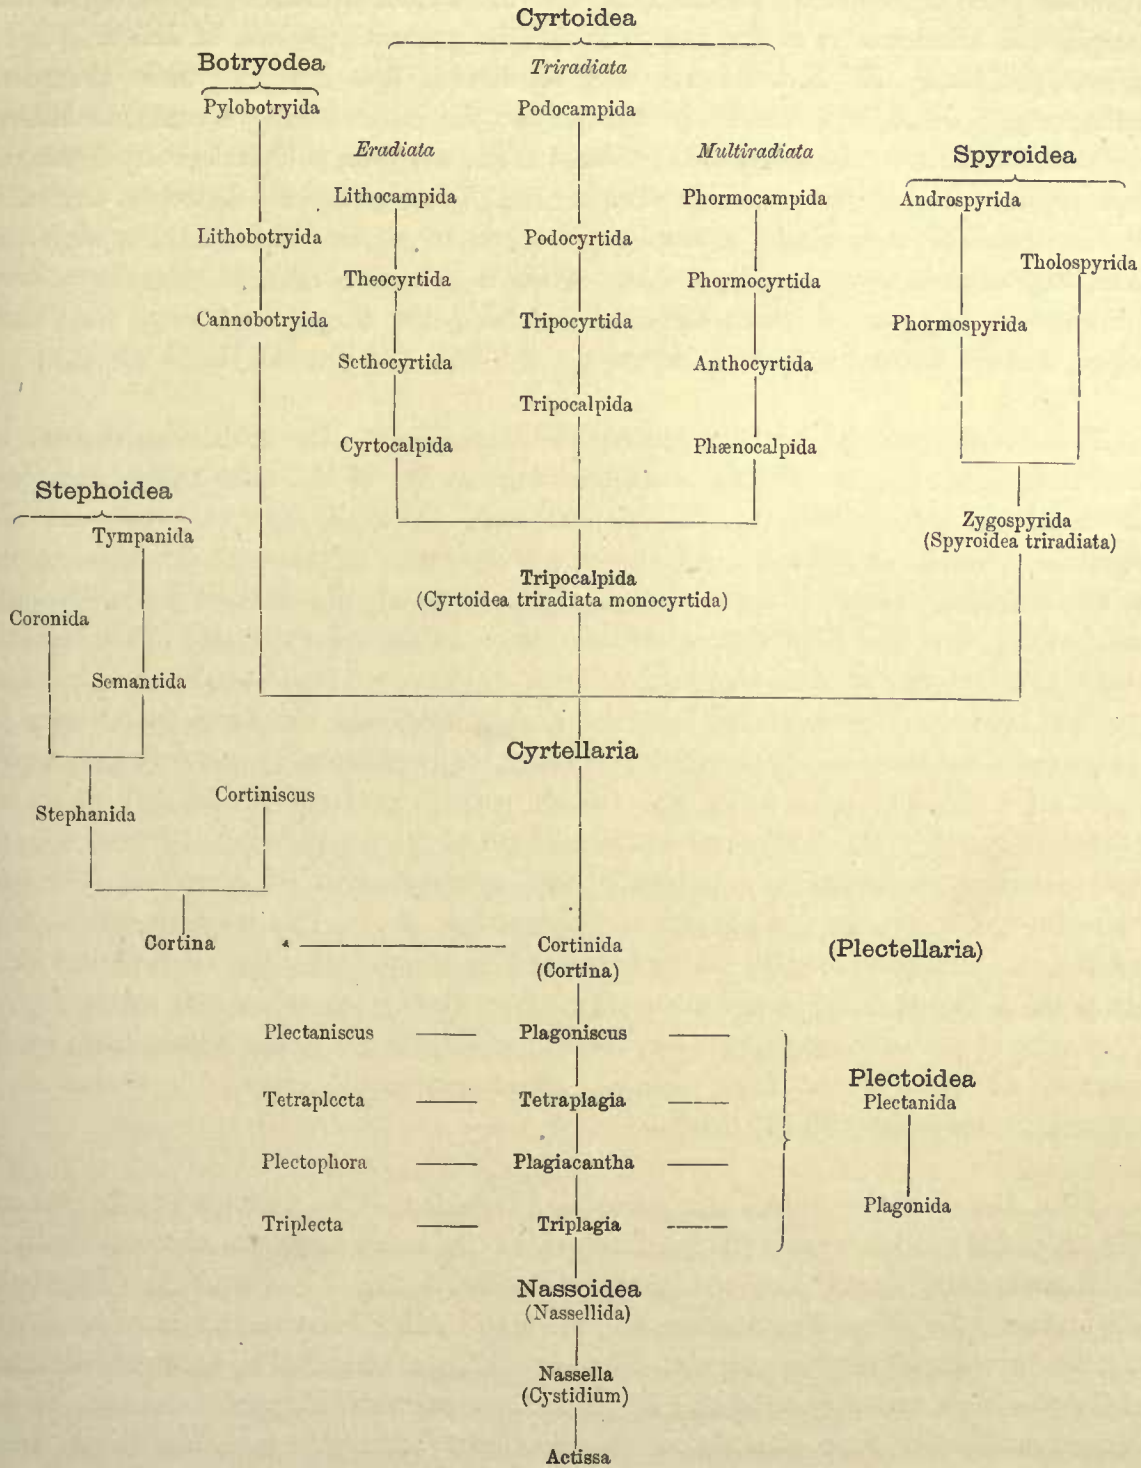 Cyrtoidea
Botryodea
Triradiata
Pylobotryida
Podocampida
Eradiata
Multiradiata
Spyroidea
Lithocampida
Phormocampida
Androspyrida
Lithobotryida
Podocyrtida
Tholospyrida
Theocyrtida
Phormocyrtida
Cannobotryida
Tripocyrtida
Phormospyrida
Sethocyrtida
Anthocyrtida
Tripocalpida
Cyrtocalpida
Phænocalpida
Stephoidea
Tympanida
Zygospyrida
(Spyroidea triradiata)
Tripocalpida
(Cyrtoidea triradiata monocyrtida)
Coronida
Semantida
Cyrtellaria
Cortiniscus
Stephanida
Cortina
Cortinida
(Cortina)
(Plectellaria)
Plectaniscus
Plagoniscus
Plectoidea
Plectanida
Tetraplecta
Tetraplagia
Plectophora
Plagiacantha
Plagonida
Triplecta
Triplagia
Nassoidea
(Nassellida)
Nassella
(Cystidium)
Actissa